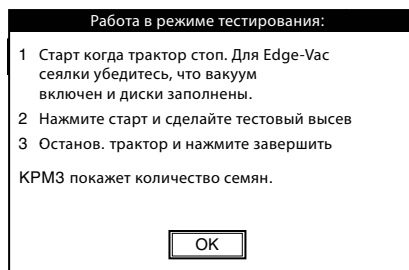 Работа в режиме тестирования:
1 Старт когда трактор стоп. Для Edge-Vac
сеялки убедитесь, что вакуум
включен и диски заполнены.
2 Нажмите старт и сделайте тестовый высев
3 Останов. трактор и нажмите завершить
КРМ3 покажет количество семян.
OK